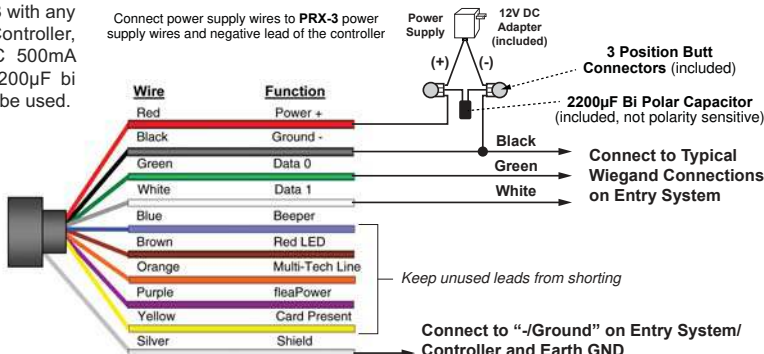 3 with any
Controller,
C 500mA
200µF bi
be used.
Connect power supply wires to PRX-3 power
supply wires and negative lead of the controller
Power
Supply
12V DC
Adapter
(included)
(+)
(-)
3 Position Butt
Connectors (included)
2200µF Bi Polar Capacitor
(included, not polarity sensitive)
Wire Function
Red Power +
Black Ground -
Green Data 0
White Data 1
Blue Beeper
Brown Red LED
Orange Multi-Tech Line
Purple fleaPower
Yellow Card Present
Silver Shield
Black
Green
White
Connect to Typical
Wiegand Connections
on Entry System
Keep unused leads from shorting
Connect to “-/Ground” on Entry System/
Controller and Earth GND